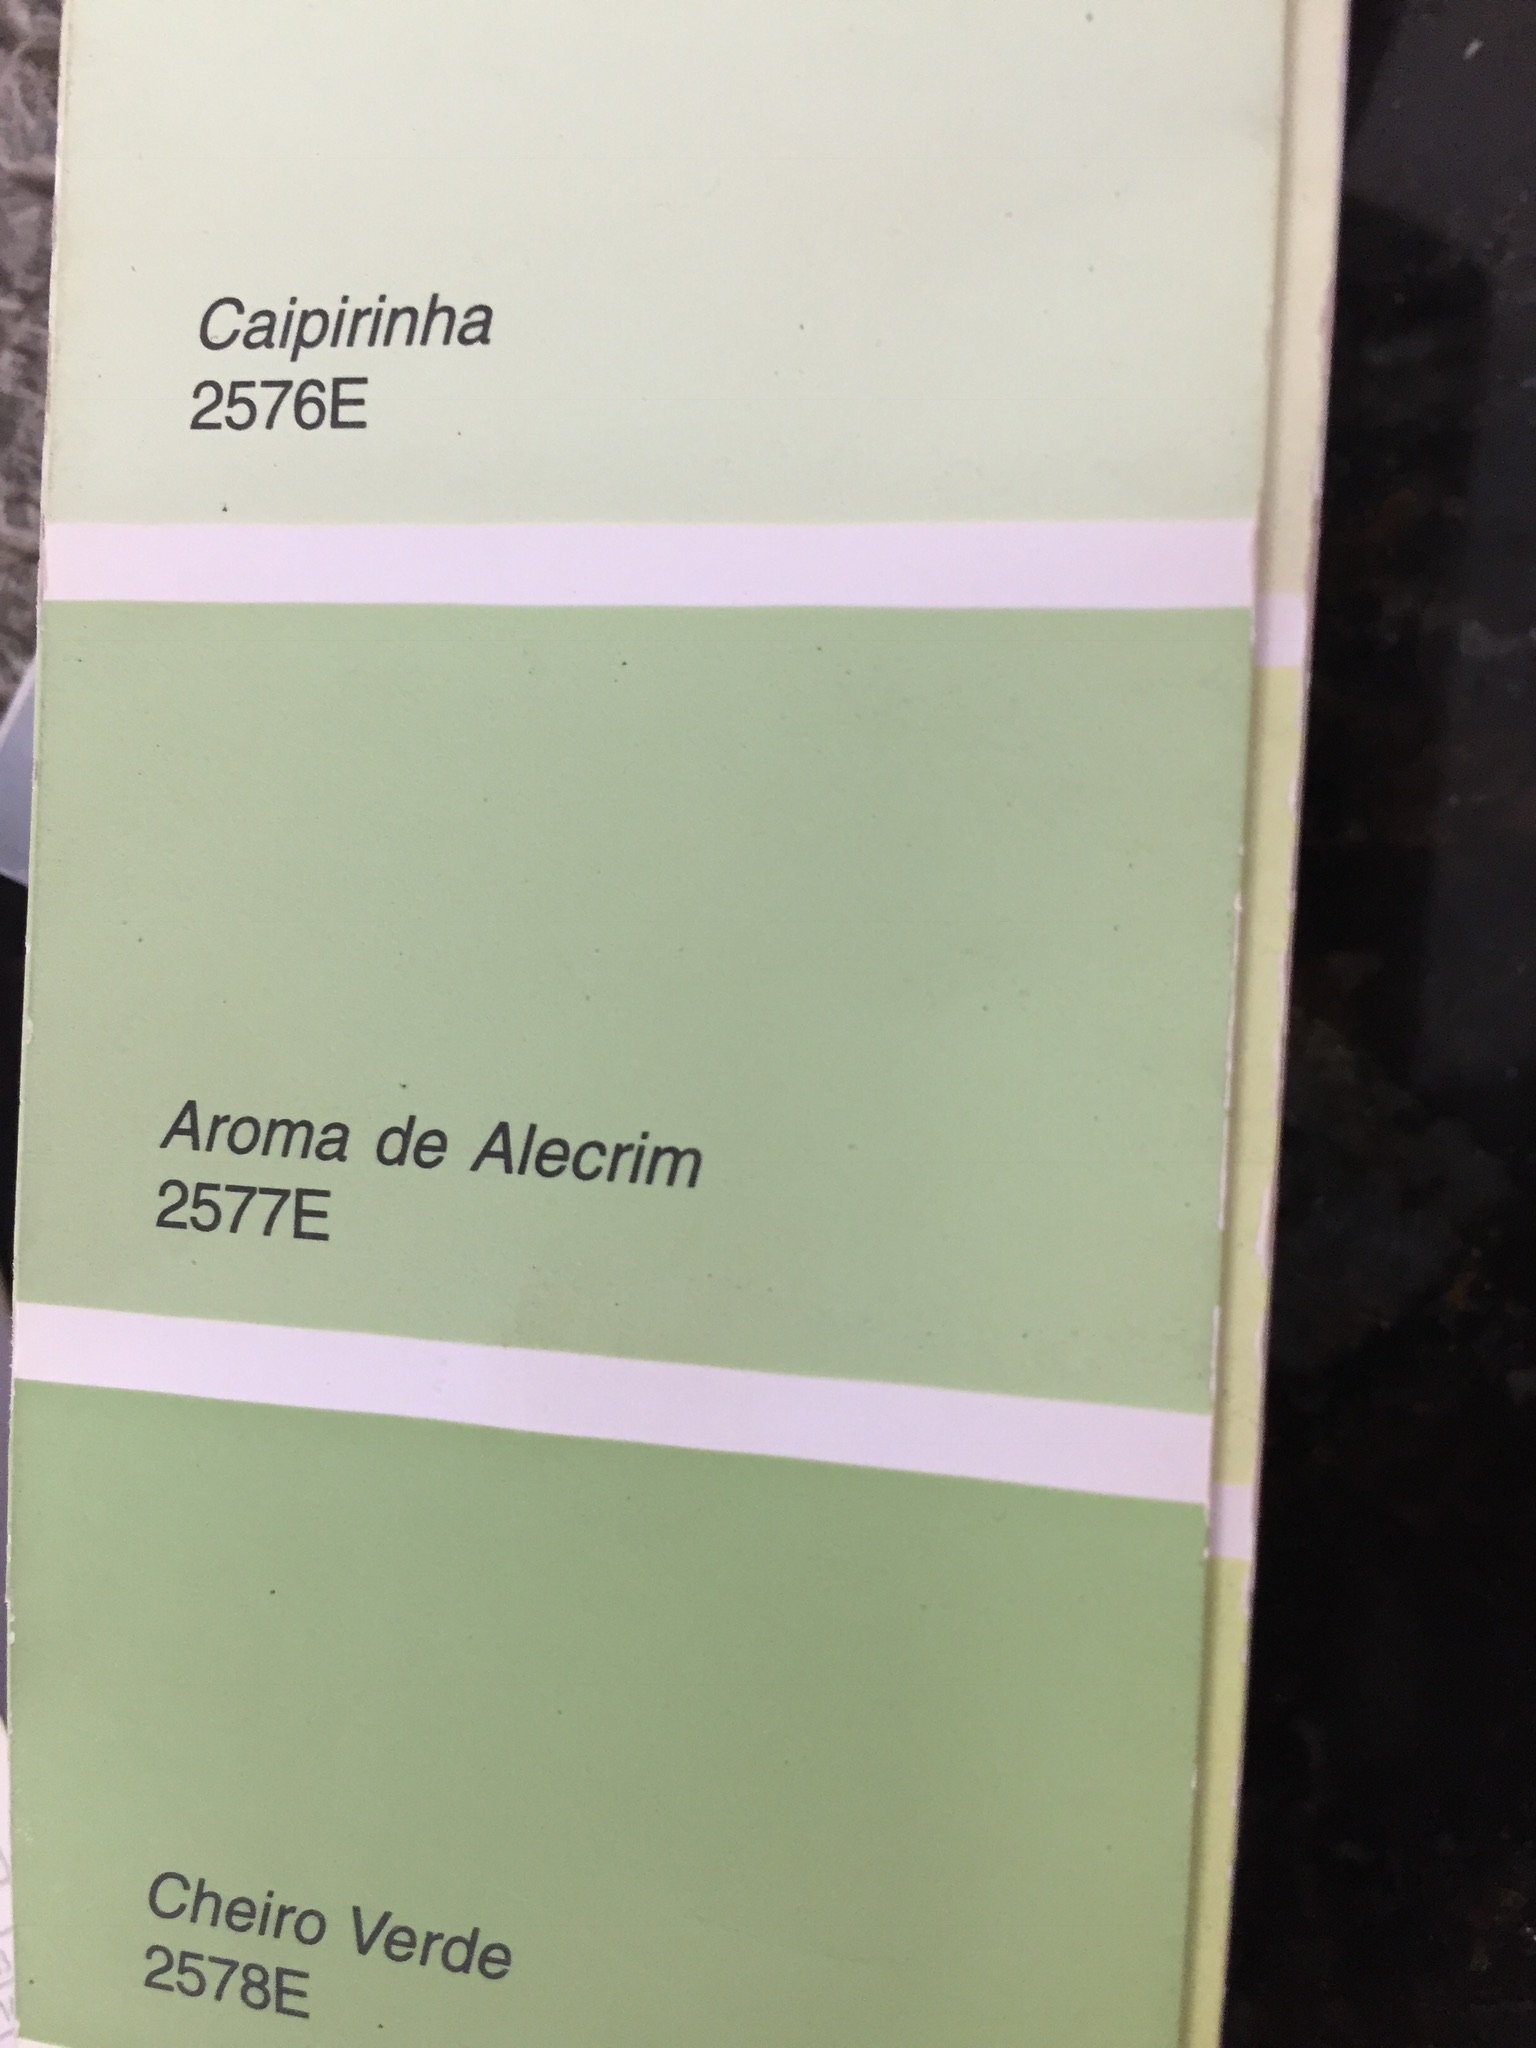 Caipirinha
2576E
Aroma de Alecrim
2577E
Cheiro Verde
2578E